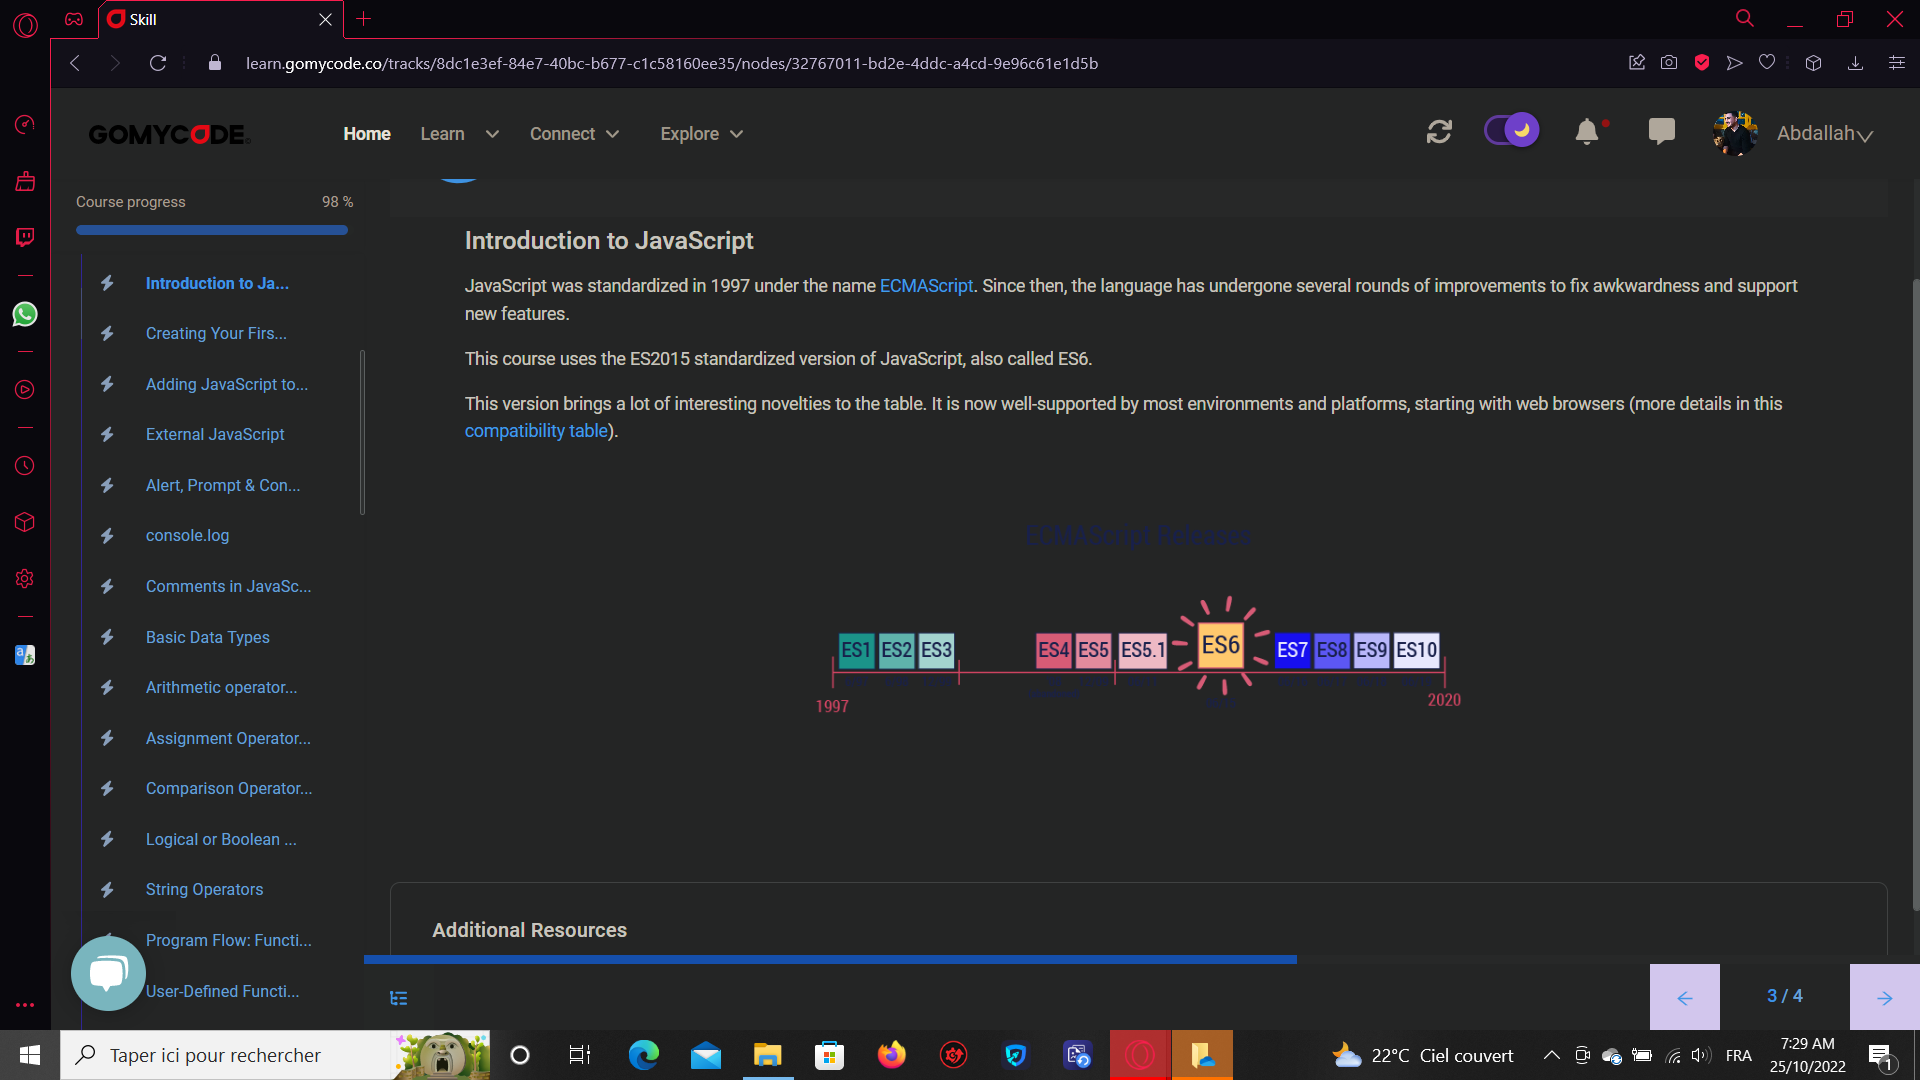 Skill
learn.gomycode.co/tracks/8dc1e3ef-84e7-40bc-b677-c1c58160ee35/nodes/32767011-bd2e-4ddc-a4cd-9e96c61e1d5b
GOMYCODE
Home Learn Connect Explore
Abdallah
Course progress 98 %
Introduction to Ja...
Creating Your Firs...
Adding JavaScript to...
External JavaScript
Alert, Prompt & Con...
console.log
Comments in JavaSc...
Basic Data Types
Arithmetic operator...
Assignment Operator...
Comparison Operator...
Logical or Boolean ...
String Operators
Program Flow: Functi...
User-Defined Functi...
Introduction to JavaScript
JavaScript was standardized in 1997 under the name ECMAScript. Since then, the language has undergone several rounds of improvements to fix awkwardness and support
new features.
This course uses the ES2015 standardized version of JavaScript, also called ES6.
This version brings a lot of interesting novelties to the table. It is now well-supported by most environments and platforms, starting with web browsers (more details in this
compatibility table).
ECMAScript Releases
ES1 ES2 ES3 ES4 ES5 ES5.1 ES6 ES7 ES8 ES9 ES10
1997 2020
Additional Resources
3 / 4
Taper ici pour rechercher
22°C Ciel couvert
FRA
7:29 AM
25/10/2022
1